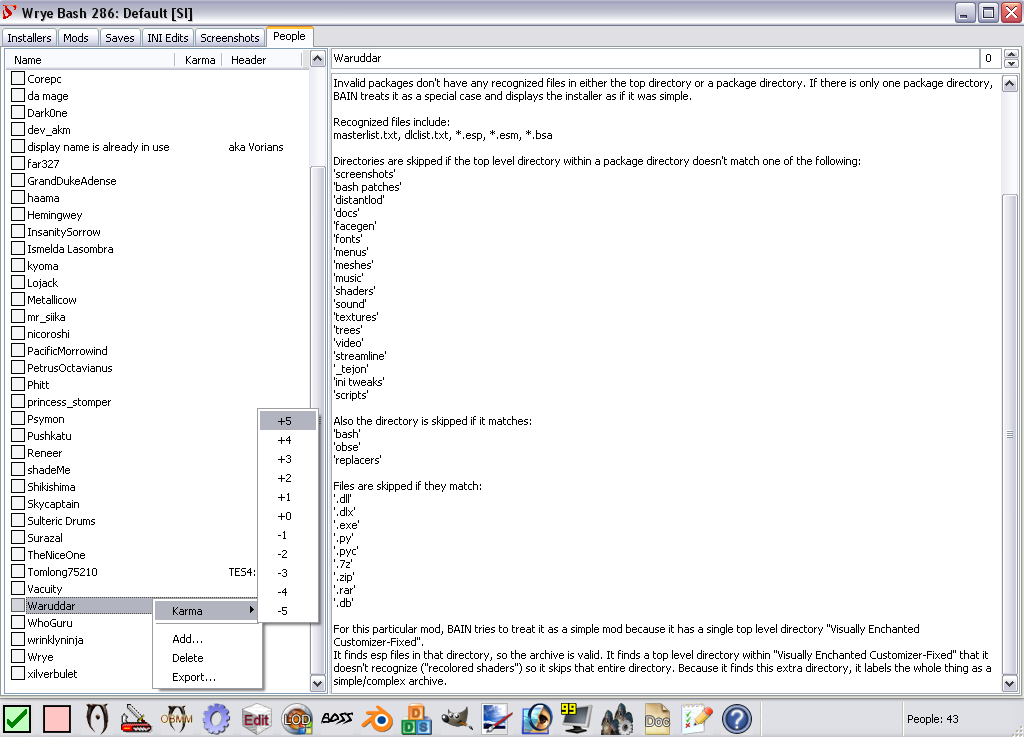 Wrye Bash 286: Default [SI]
Installers Mods Saves INI Edits Screenshots People
Name Karma Header
Corepc
da mage
Dark0ne
dev_akm
display name is already in use aka Vorians
far327
GrandDukeAdense
haama
Hemingwey
InsanitySorrow
Ismelda Lasombra
kyoma
Lojack
Metallicow
mr_siika
nicoroshi
PacificMorrowind
PetrusOctavianus
Phitt
princess_stomper
Psymon
Pushkatu
Reneer
shadeMe
Shikishima
Skycaptain
Sulteric Drums
Surazal
TheNiceOne
Tomlong75210 TES4:
Vacuity
Waruddar
WhoGuru
wrinklyninja
Wrye
xilverbulet
+5
+4
+3
+2
+1
+0
-1
-2
-3
-4
-5
Karma
Add...
Delete
Export...
Waruddar 0
Invalid packages don't have any recognized files in either the top directory or a package directory. If there is only one package directory,
BAIN treats it as a special case and displays the installer as if it was simple.
Recognized files include:
masterlist.txt, dlclist.txt, *.esp, *.esm, *.bsa
Directories are skipped if the top level directory within a package directory doesn't match one of the following:
'screenshots'
'bash patches'
'distantlod'
'docs'
'facegen'
'fonts'
'menus'
'meshes'
'music'
'shaders'
'sound'
'textures'
'trees'
'video'
'streamline'
'_tejon'
'ini tweaks'
'scripts'
Also the directory is skipped if it matches:
'bash'
'obse'
'replacers'
Files are skipped if they match:
'.dll'
'.dlx'
'.exe'
'.py'
'.pyc'
'.7z'
'.zip'
'.rar'
'.db'
For this particular mod, BAIN tries to treat it as a simple mod because it has a single top level directory "Visually Enchanted
Customizer-Fixed".
It finds esp files in that directory, so the archive is valid. It finds a top level directory within "Visually Enchanted Customizer-Fixed" that it
doesn't recognize ("recolored shaders") so it skips that entire directory. Because it finds this extra directory, it labels the whole thing as a
simple/complex archive.
OBMM Edit LOD BOSS DDS 99 Doc ?
People: 43